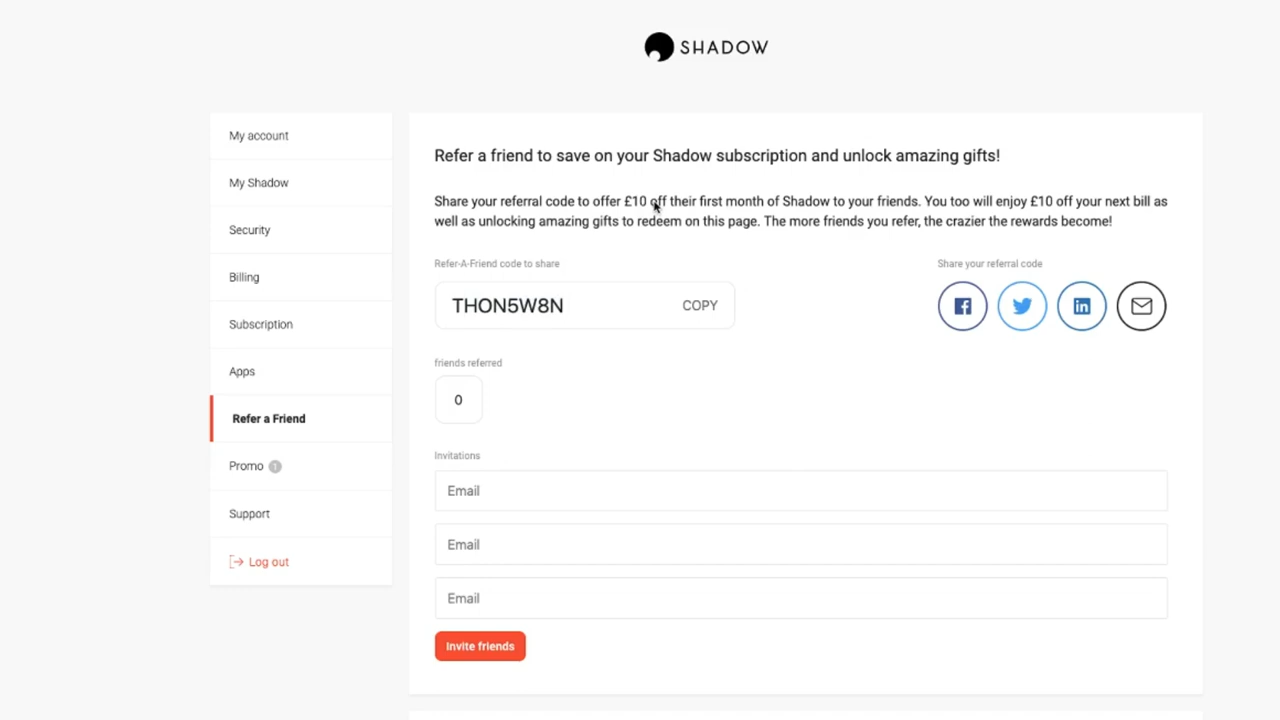 SHADOW
My account
My Shadow
Security
Billing
Subscription
Apps
Refer a Friend
Promo 1
Support
Log out
Refer a friend to save on your Shadow subscription and unlock amazing gifts!
Share your referral code to offer £10 off their first month of Shadow to your friends. You too will enjoy £10 off your next bill as
well as unlocking amazing gifts to redeem on this page. The more friends you refer, the crazier the rewards become!
Refer-A-Friend code to share
Share your referral code
THON5W8N COPY
f in
friends referred
0
Invitations
Email
Email
Email
Invite friends